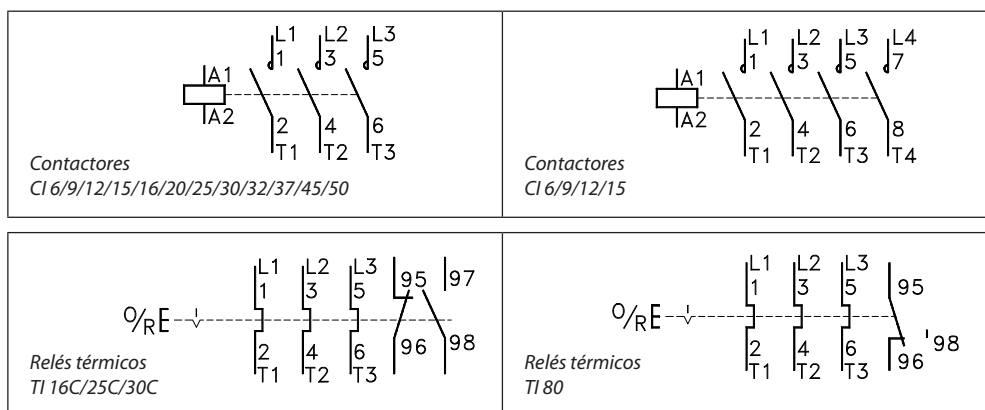 L1 L2 L3
1 3 5
A1
A2
2 4 6
T1 T2 T3
Contactores
CI 6/9/12/15/16/20/25/30/32/37/45/50
L1 L2 L3 L4
1 3 5 7
A1
A2
2 4 6 8
T1 T2 T3 T4
Contactores
CI 6/9/12/15
L1 L2 L3
1 3 5 95 97
O/R
2 4 6 96 98
T1 T2 T3
Relés térmicos
TI 16C/25C/30C
L1 L2 L3
1 3 5 95
O/R
2 4 6 96 98
T1 T2 T3
Relés térmicos
TI 80